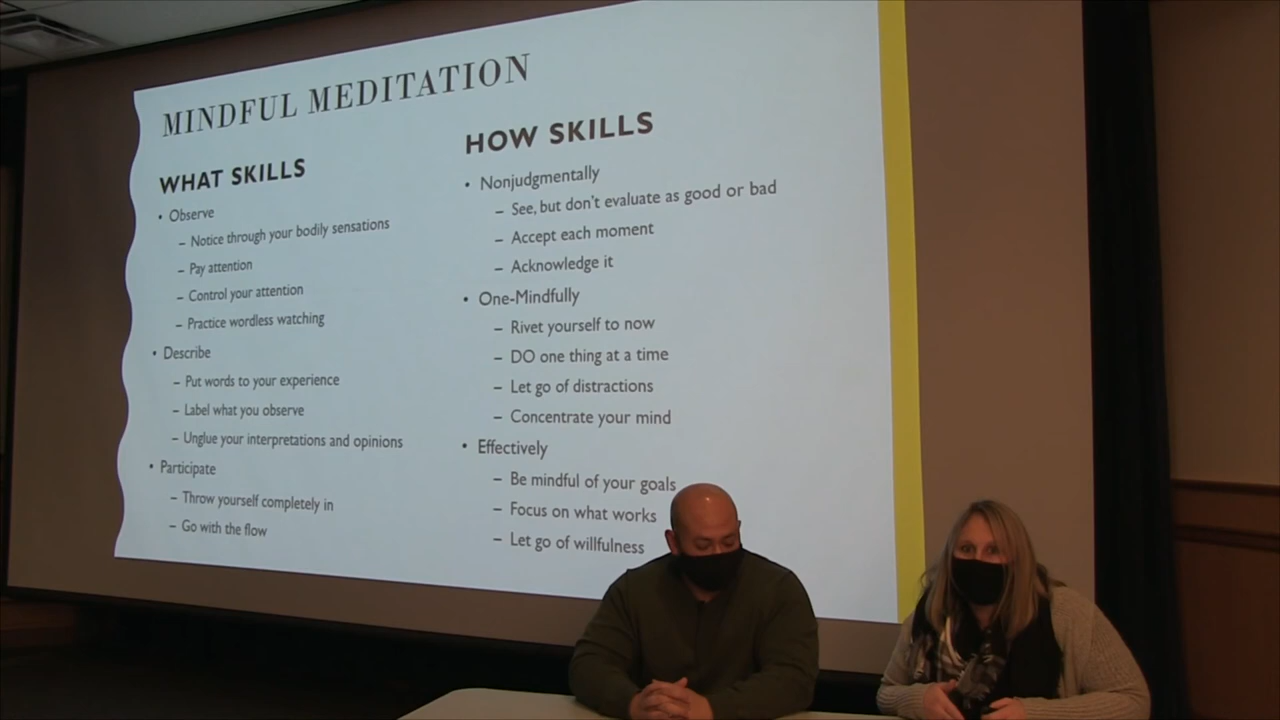 MINDFUL MEDITATION
WHAT SKILLS
• Observe
– Notice through your bodily sensations
– Pay attention
– Control your attention
– Practice wordless watching
• Describe
– Put words to your experience
– Label what you observe
– Unglue your interpretations and opinions
• Participate
– Throw yourself completely in
– Go with the flow
HOW SKILLS
• Nonjudgmentally
– See, but don't evaluate as good or bad
– Accept each moment
– Acknowledge it
• One-Mindfully
– Rivet yourself to now
– DO one thing at a time
– Let go of distractions
– Concentrate your mind
• Effectively
– Be mindful of your goals
– Focus on what works
– Let go of willfulness